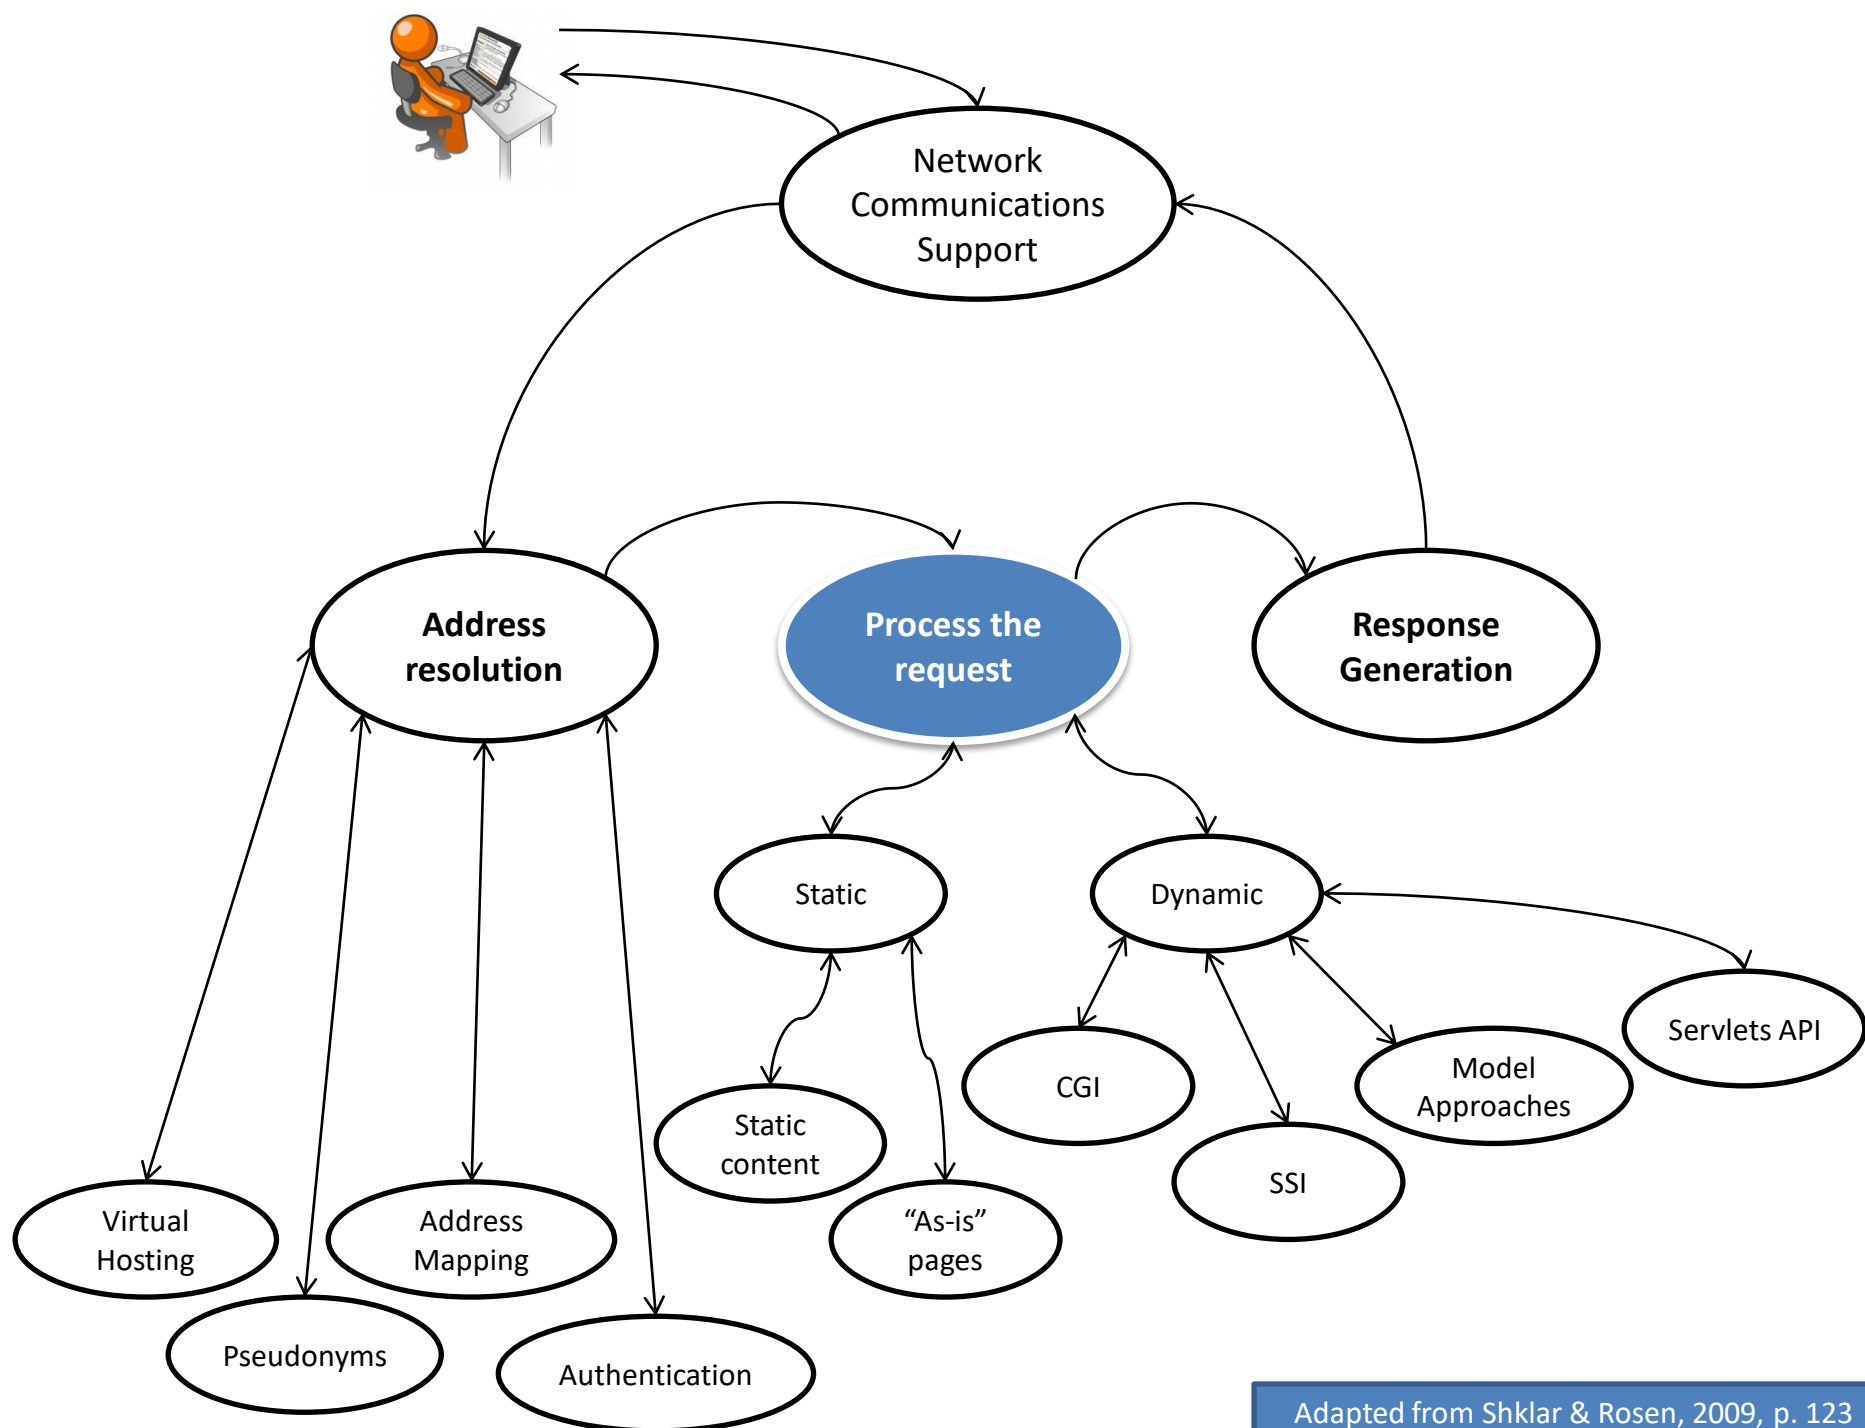 Network
Communications
Support
Address
resolution
Process the
request
Response
Generation
Static
Dynamic
Servlets API
CGI
Model
Approaches
Static
content
SSI
Virtual
Hosting
Address
Mapping
“As-is”
pages
Pseudonyms
Authentication
Adapted from Shklar & Rosen, 2009, p. 123